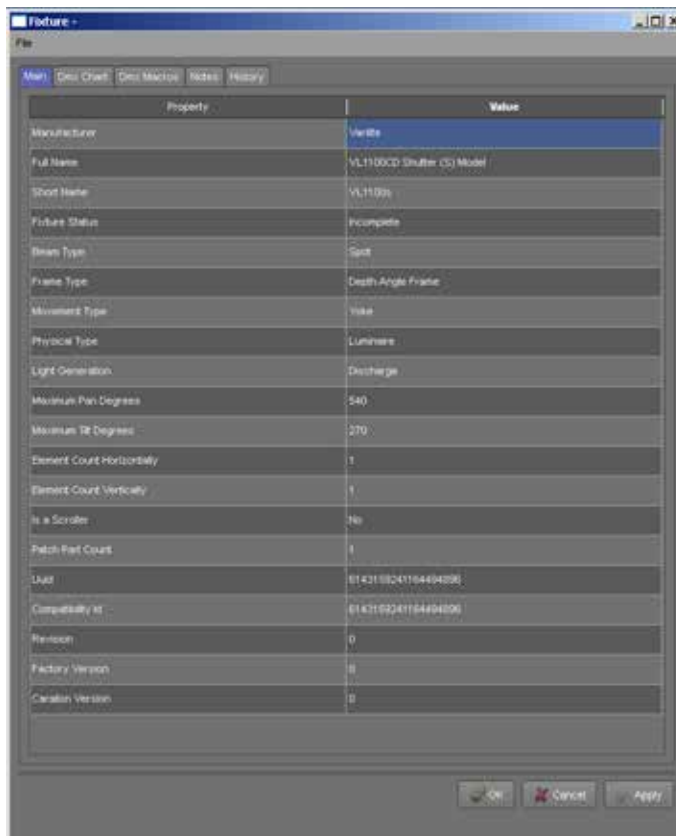 Fixture -
File
Main Dmx Chart Dmx Macros Notes History
Property Value
Manufacturer Varilite
Full Name VL1100CD Shutter (S) Model
Short Name VL1100s
Fixture Status Incomplete
Beam Type Spot
Frame Type Depth Angle Frame
Movement Type Yoke
Physical Type Luminaire
Light Generation Discharge
Maximum Pan Degrees 540
Maximum Tilt Degrees 270
Element Count Horizontally 1
Element Count Vertically 1
Is a Scroller No
Patch Part Count 1
Uuid
Compatibility Id
Revision 0
Factory Version 0
Carallon Version 0
Ok Cancel Apply